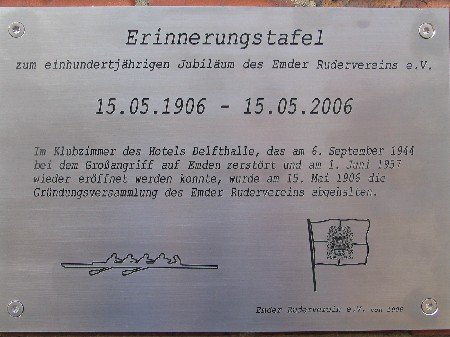 Erinnerungstafel
zum einhundertjährigen Jubiläum des Emder Rudervereins e.V.
15.05.1906 - 15.05.2006
Im Klubzimmer des Hotels Delfthalle, das am 6. September 1944
bei dem Großangriff auf Emden zerstört und am 1. Juni 1957
wieder eröffnet werden konnte, wurde am 15. Mai 1906 die
Gründungsversammlung des Emder Rudervereins abgehalten.
Emder Ruderverein e.V. von 1906